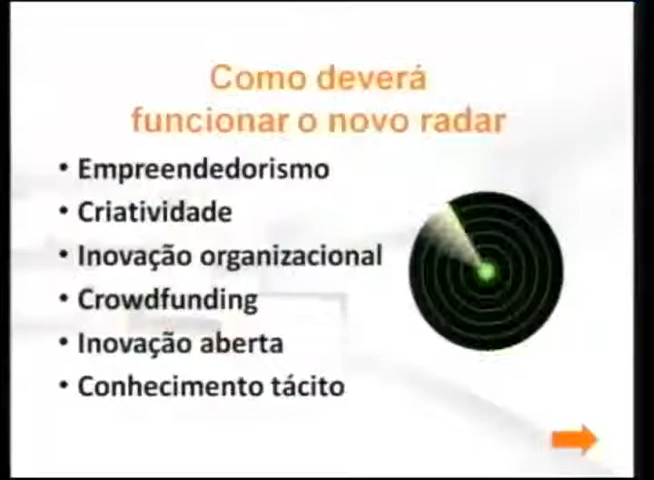 Como deverá
funcionar o novo radar
• Empreendedorismo
• Criatividade
• Inovação organizacional
• Crowdfunding
• Inovação aberta
• Conhecimento tácito